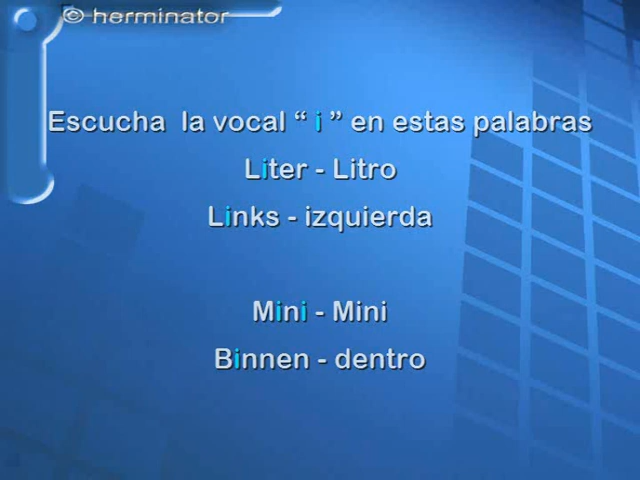 © herminator
Escucha la vocal “ i ” en estas palabras
Liter - Litro
Links - izquierda
Mini - Mini
Binnen - dentro